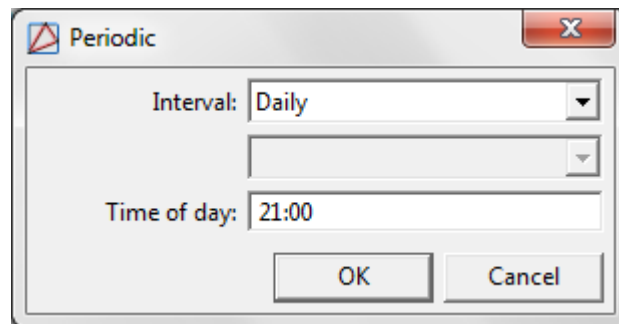 Periodic
Interval: Daily
Time of day: 21:00
OK Cancel